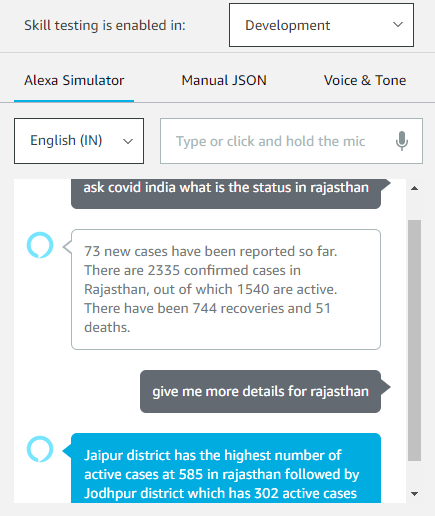 Skill testing is enabled in: Development
Alexa Simulator Manual JSON Voice & Tone
English (IN) Type or click and hold the mic
ask covid india what is the status in rajasthan
73 new cases have been reported so far.
There are 2335 confirmed cases in
Rajasthan, out of which 1540 are active.
There have been 744 recoveries and 51
deaths.
give me more details for rajasthan
Jaipur district has the highest number of
active cases at 585 in rajasthan followed by
Jodhpur district which has 302 active cases